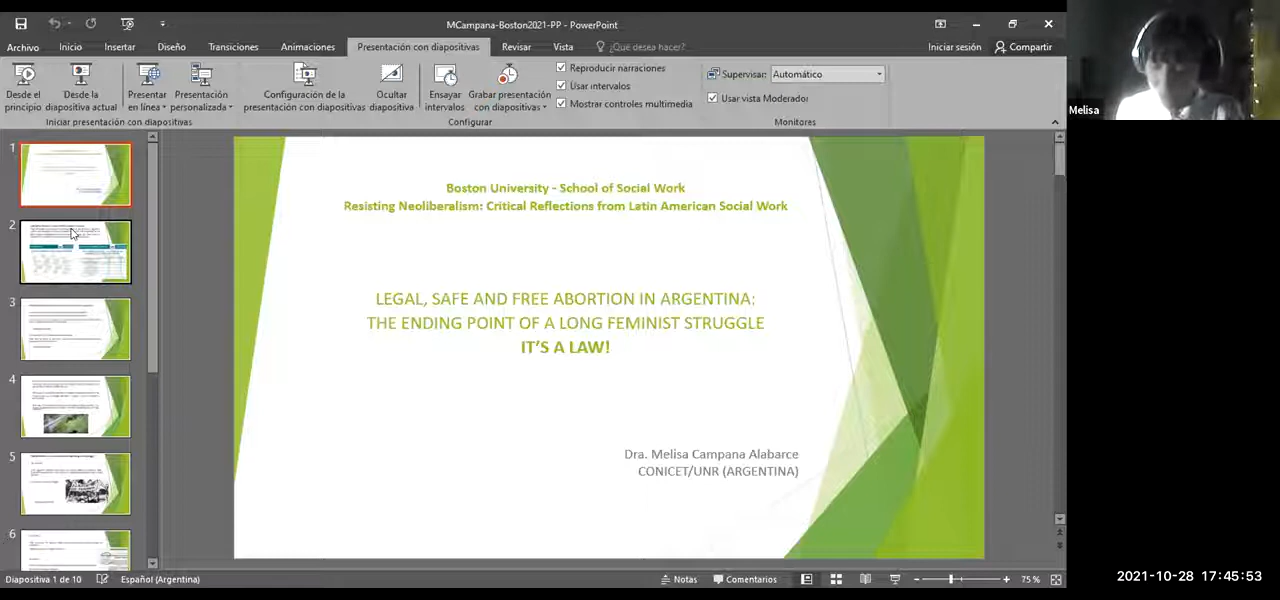 MCampana-Boston2021-PP - PowerPoint
Archivo Inicio Insertar Diseño Transiciones Animaciones Presentación con diapositivas Revisar Vista ¿Qué desea hacer? Iniciar sesión Compartir
Desde el principio
Desde la diapositiva actual
Presentar en línea
Presentación personalizada
Configuración de la presentación con diapositivas
Ocultar diapositiva
Ensayar intervalos
Grabar presentación con diapositivas
Reproducir narraciones
Usar intervalos
Mostrar controles multimedia
Supervisar: Automático
Usar vista Moderador
Iniciar presentación con diapositivas Configurar Monitores
Melisa
1
2
3
4
5
6
Boston University - School of Social Work
Resisting Neoliberalism: Critical Reflections from Latin American Social Work
LEGAL, SAFE AND FREE ABORTION IN ARGENTINA:
THE ENDING POINT OF A LONG FEMINIST STRUGGLE
IT'S A LAW!
Dra. Melisa Campana Alabarce
CONICET/UNR (ARGENTINA)
Diapositiva 1 de 10 Español (Argentina) Notas Comentarios 75 %
2021-10-28 17:45:53